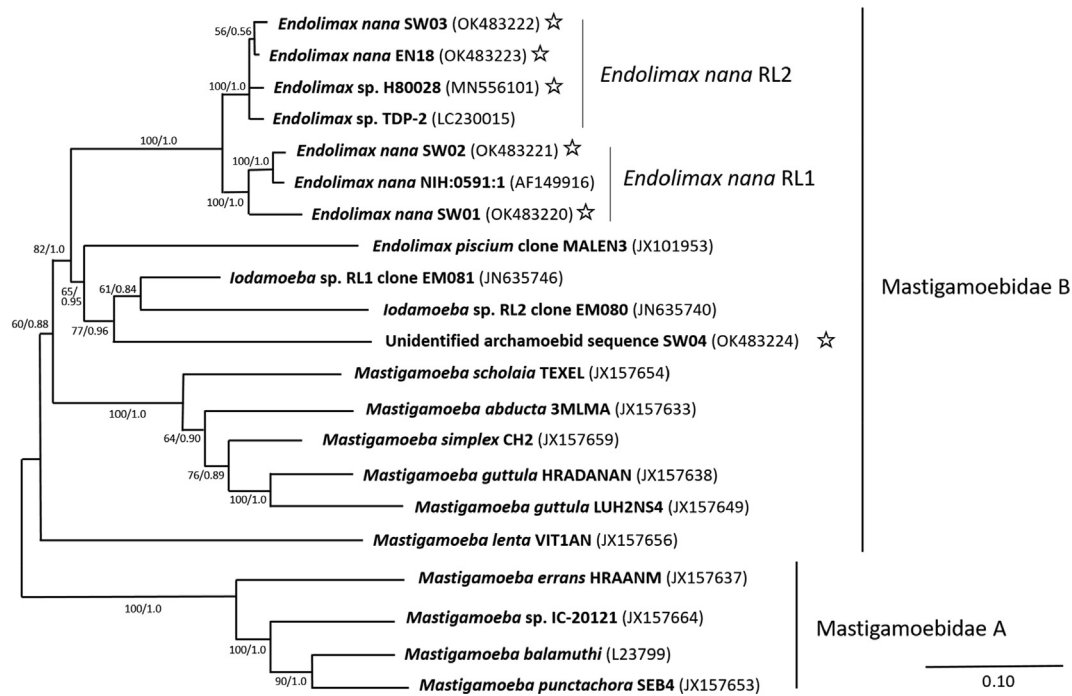 56/0.56
Endolimax nana SW03 (OK483222) ☆
Endolimax nana EN18 (OK483223) ☆
Endolimax nana RL2
100/1.0
Endolimax sp. H80028 (MN556101) ☆
Endolimax sp. TDP-2 (LC230015)
100/1.0
Endolimax nana SW02 (OK483221) ☆
100/1.0
Endolimax nana NIH:0591:1 (AF149916)
Endolimax nana RL1
100/1.0
Endolimax nana SW01 (OK483220) ☆
82/1.0
Endolimax piscium clone MALEN3 (JX101953)
Iodamoeba sp. RL1 clone EM081 (JN635746)
Mastigamoebidae B
65/
0.95
61/0.84
Iodamoeba sp. RL2 clone EM080 (JN635740)
60/0.88
77/0.96
Unidentified archamoebid sequence SW04 (OK483224) ☆
Mastigamoeba scholaia TEXEL (JX157654)
100/1.0
Mastigamoeba abducta 3MLMA (JX157633)
64/0.90
Mastigamoeba simplex CH2 (JX157659)
76/0.89
Mastigamoeba guttula HRADANAN (JX157638)
100/1.0
Mastigamoeba guttula LUH2NS4 (JX157649)
Mastigamoeba lenta VIT1AN (JX157656)
Mastigamoeba errans HRAANM (JX157637)
100/1.0
Mastigamoeba sp. IC-20121 (JX157664)
Mastigamoebidae A
100/1.0
Mastigamoeba balamuthi (L23799)
90/1.0
Mastigamoeba punctachora SEB4 (JX157653)
0.10